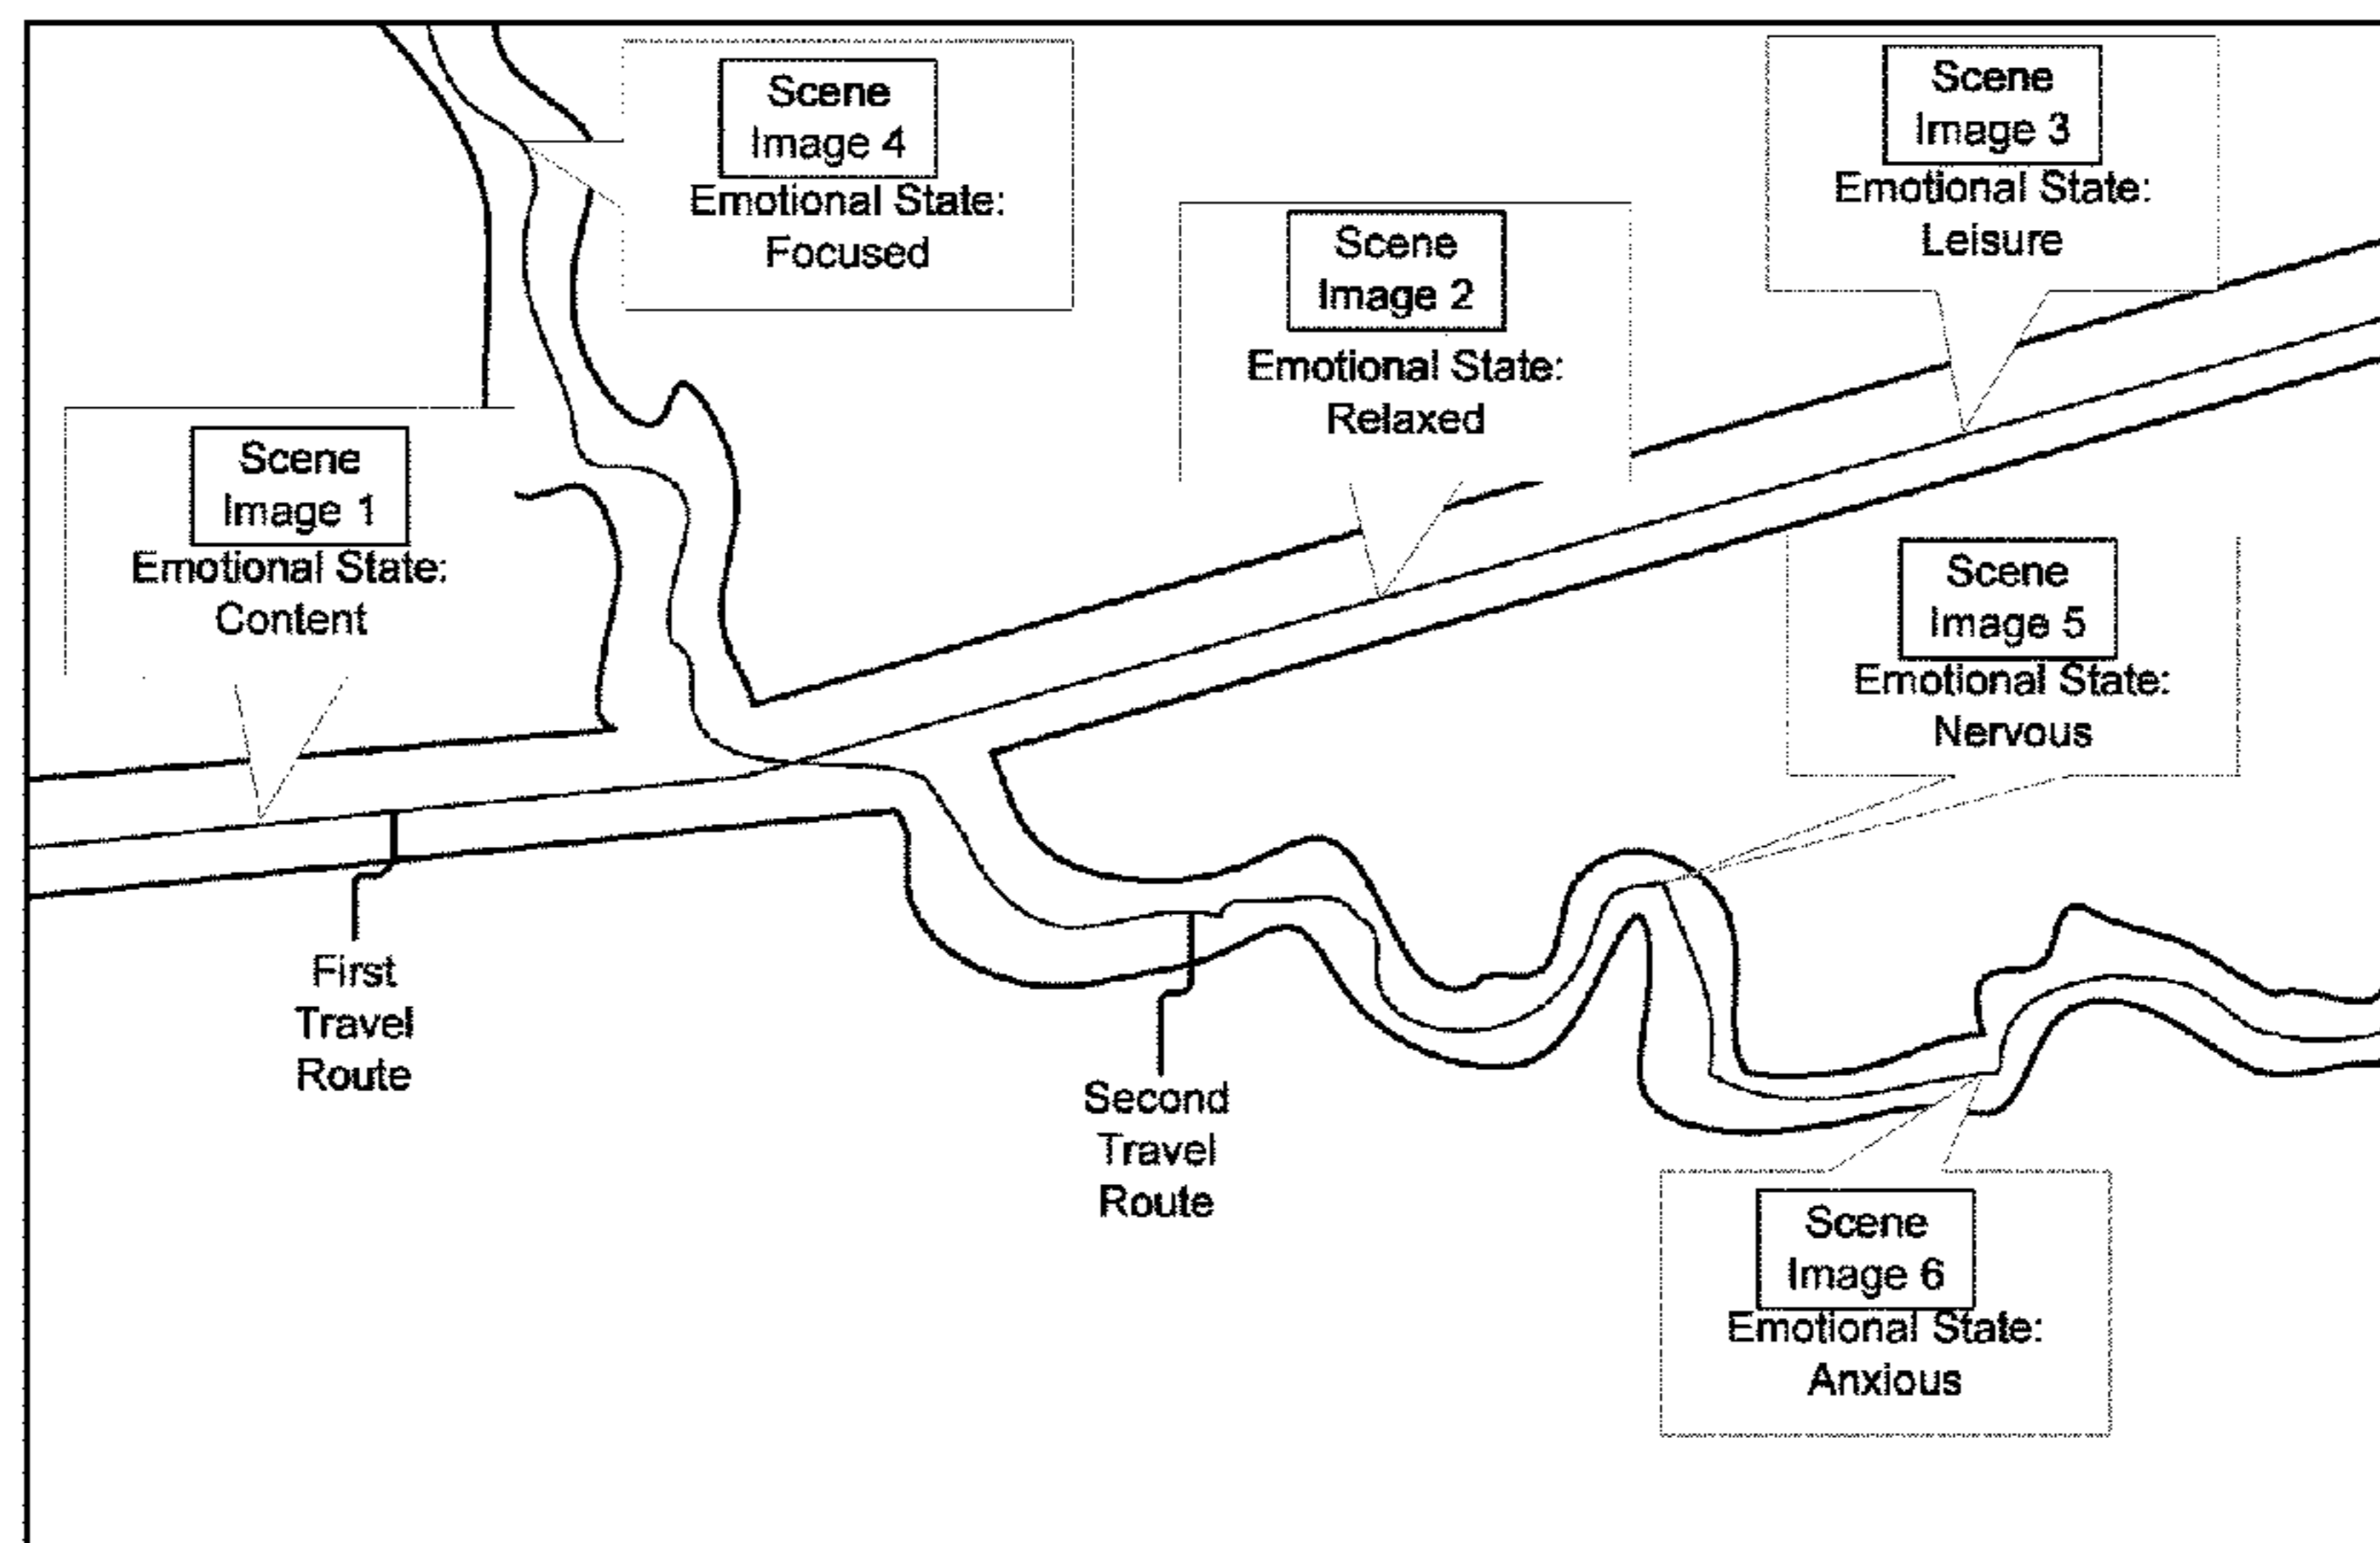 Scene
Image 4
Emotional State:
Focused
Scene
Image 3
Emotional State:
Leisure
Scene
Image 2
Emotional State:
Relaxed
Scene
Image 1
Emotional State:
Content
Scene
Image 5
Emotional State:
Nervous
First
Travel
Route
Second
Travel
Route
Scene
Image 6
Emotional State:
Anxious